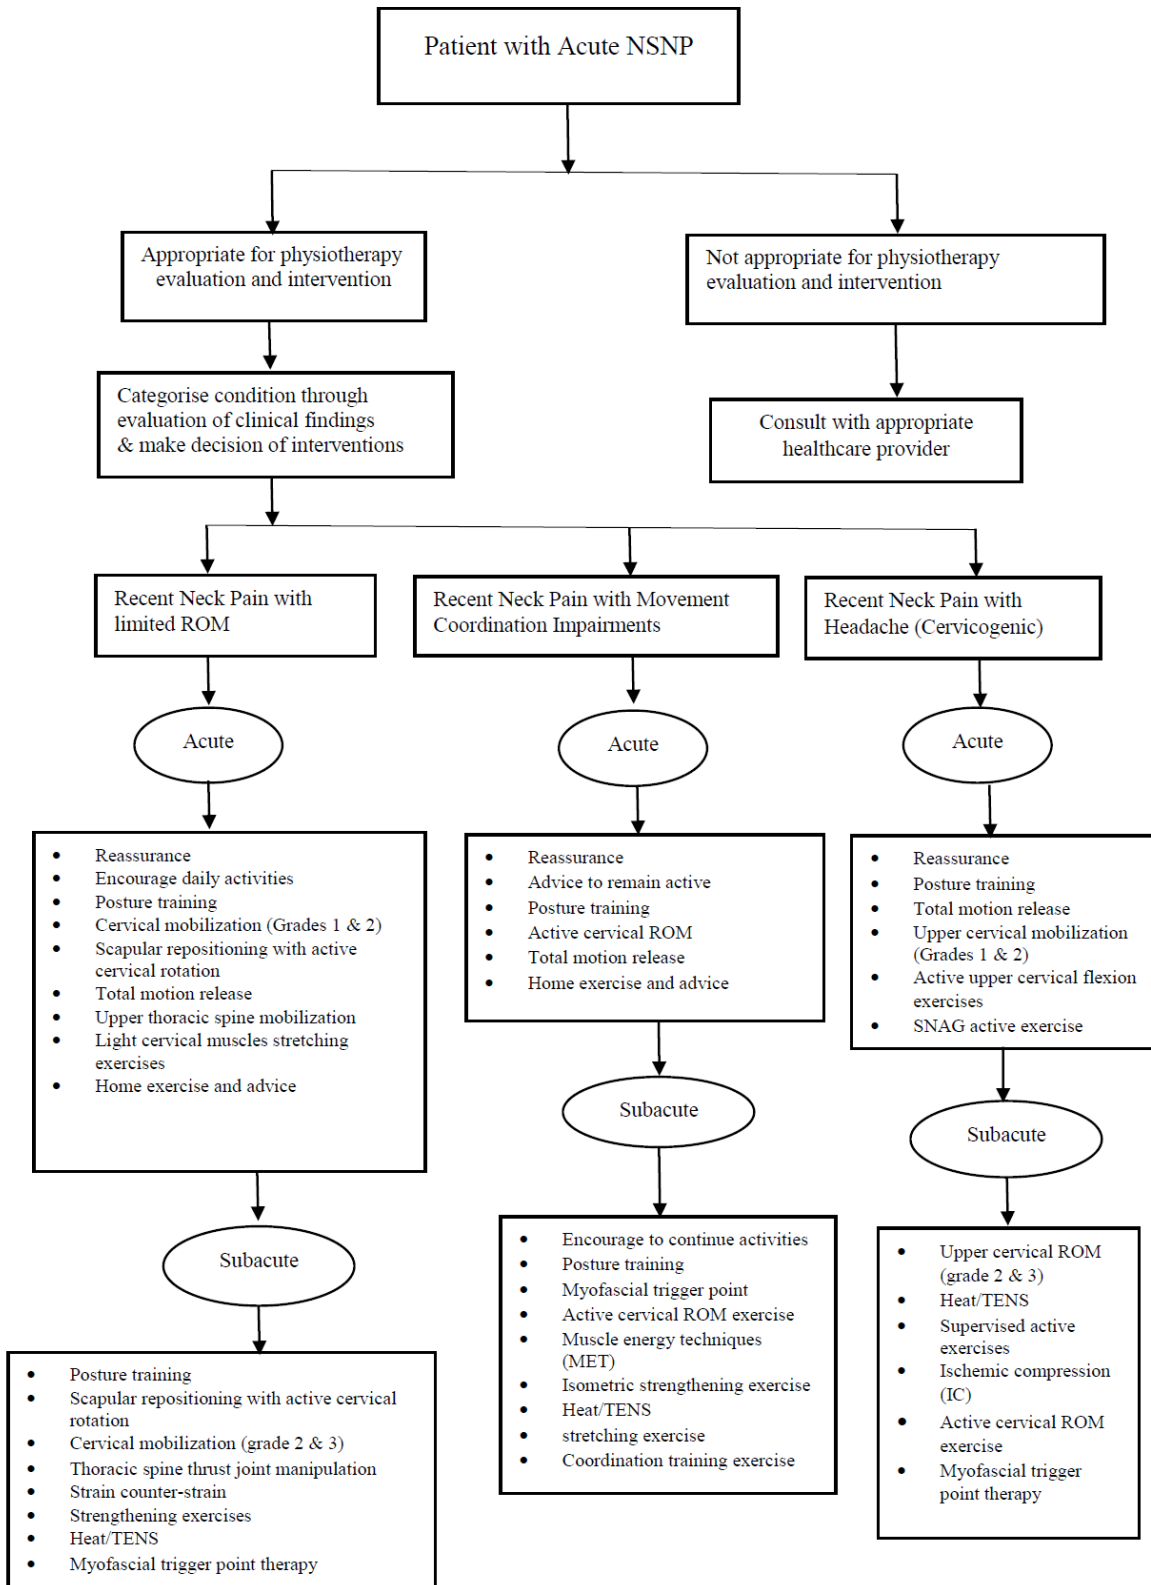 Patient with Acute NSNP
Appropriate for physiotherapy
evaluation and intervention
Not appropriate for physiotherapy
evaluation and intervention
Categorise condition through
evaluation of clinical findings
& make decision of interventions
Consult with appropriate
healthcare provider
Recent Neck Pain with
limited ROM
Recent Neck Pain with Movement
Coordination Impairments
Recent Neck Pain with
Headache (Cervicogenic)
Acute
Acute
Acute
• Reassurance
• Encourage daily activities
• Posture training
• Cervical mobilization (Grades 1 & 2)
• Scapular repositioning with active
cervical rotation
• Total motion release
• Upper thoracic spine mobilization
• Light cervical muscles stretching
exercises
• Home exercise and advice
• Reassurance
• Advice to remain active
• Posture training
• Active cervical ROM
• Total motion release
• Home exercise and advice
• Reassurance
• Posture training
• Total motion release
• Upper cervical mobilization
(Grades 1 & 2)
• Active upper cervical flexion
exercises
• SNAG active exercise
Subacute
Subacute
Subacute
• Posture training
• Scapular repositioning with active cervical
rotation
• Cervical mobilization (grade 2 & 3)
• Thoracic spine thrust joint manipulation
• Strain counter-strain
• Strengthening exercises
• Heat/TENS
• Myofascial trigger point therapy
• Encourage to continue activities
• Posture training
• Myofascial trigger point
• Active cervical ROM exercise
• Muscle energy techniques
(MET)
• Isometric strengthening exercise
• Heat/TENS
• stretching exercise
• Coordination training exercise
• Upper cervical ROM
(grade 2 & 3)
• Heat/TENS
• Supervised active
exercises
• Ischemic compression
(IC)
• Active cervical ROM
exercise
• Myofascial trigger
point therapy